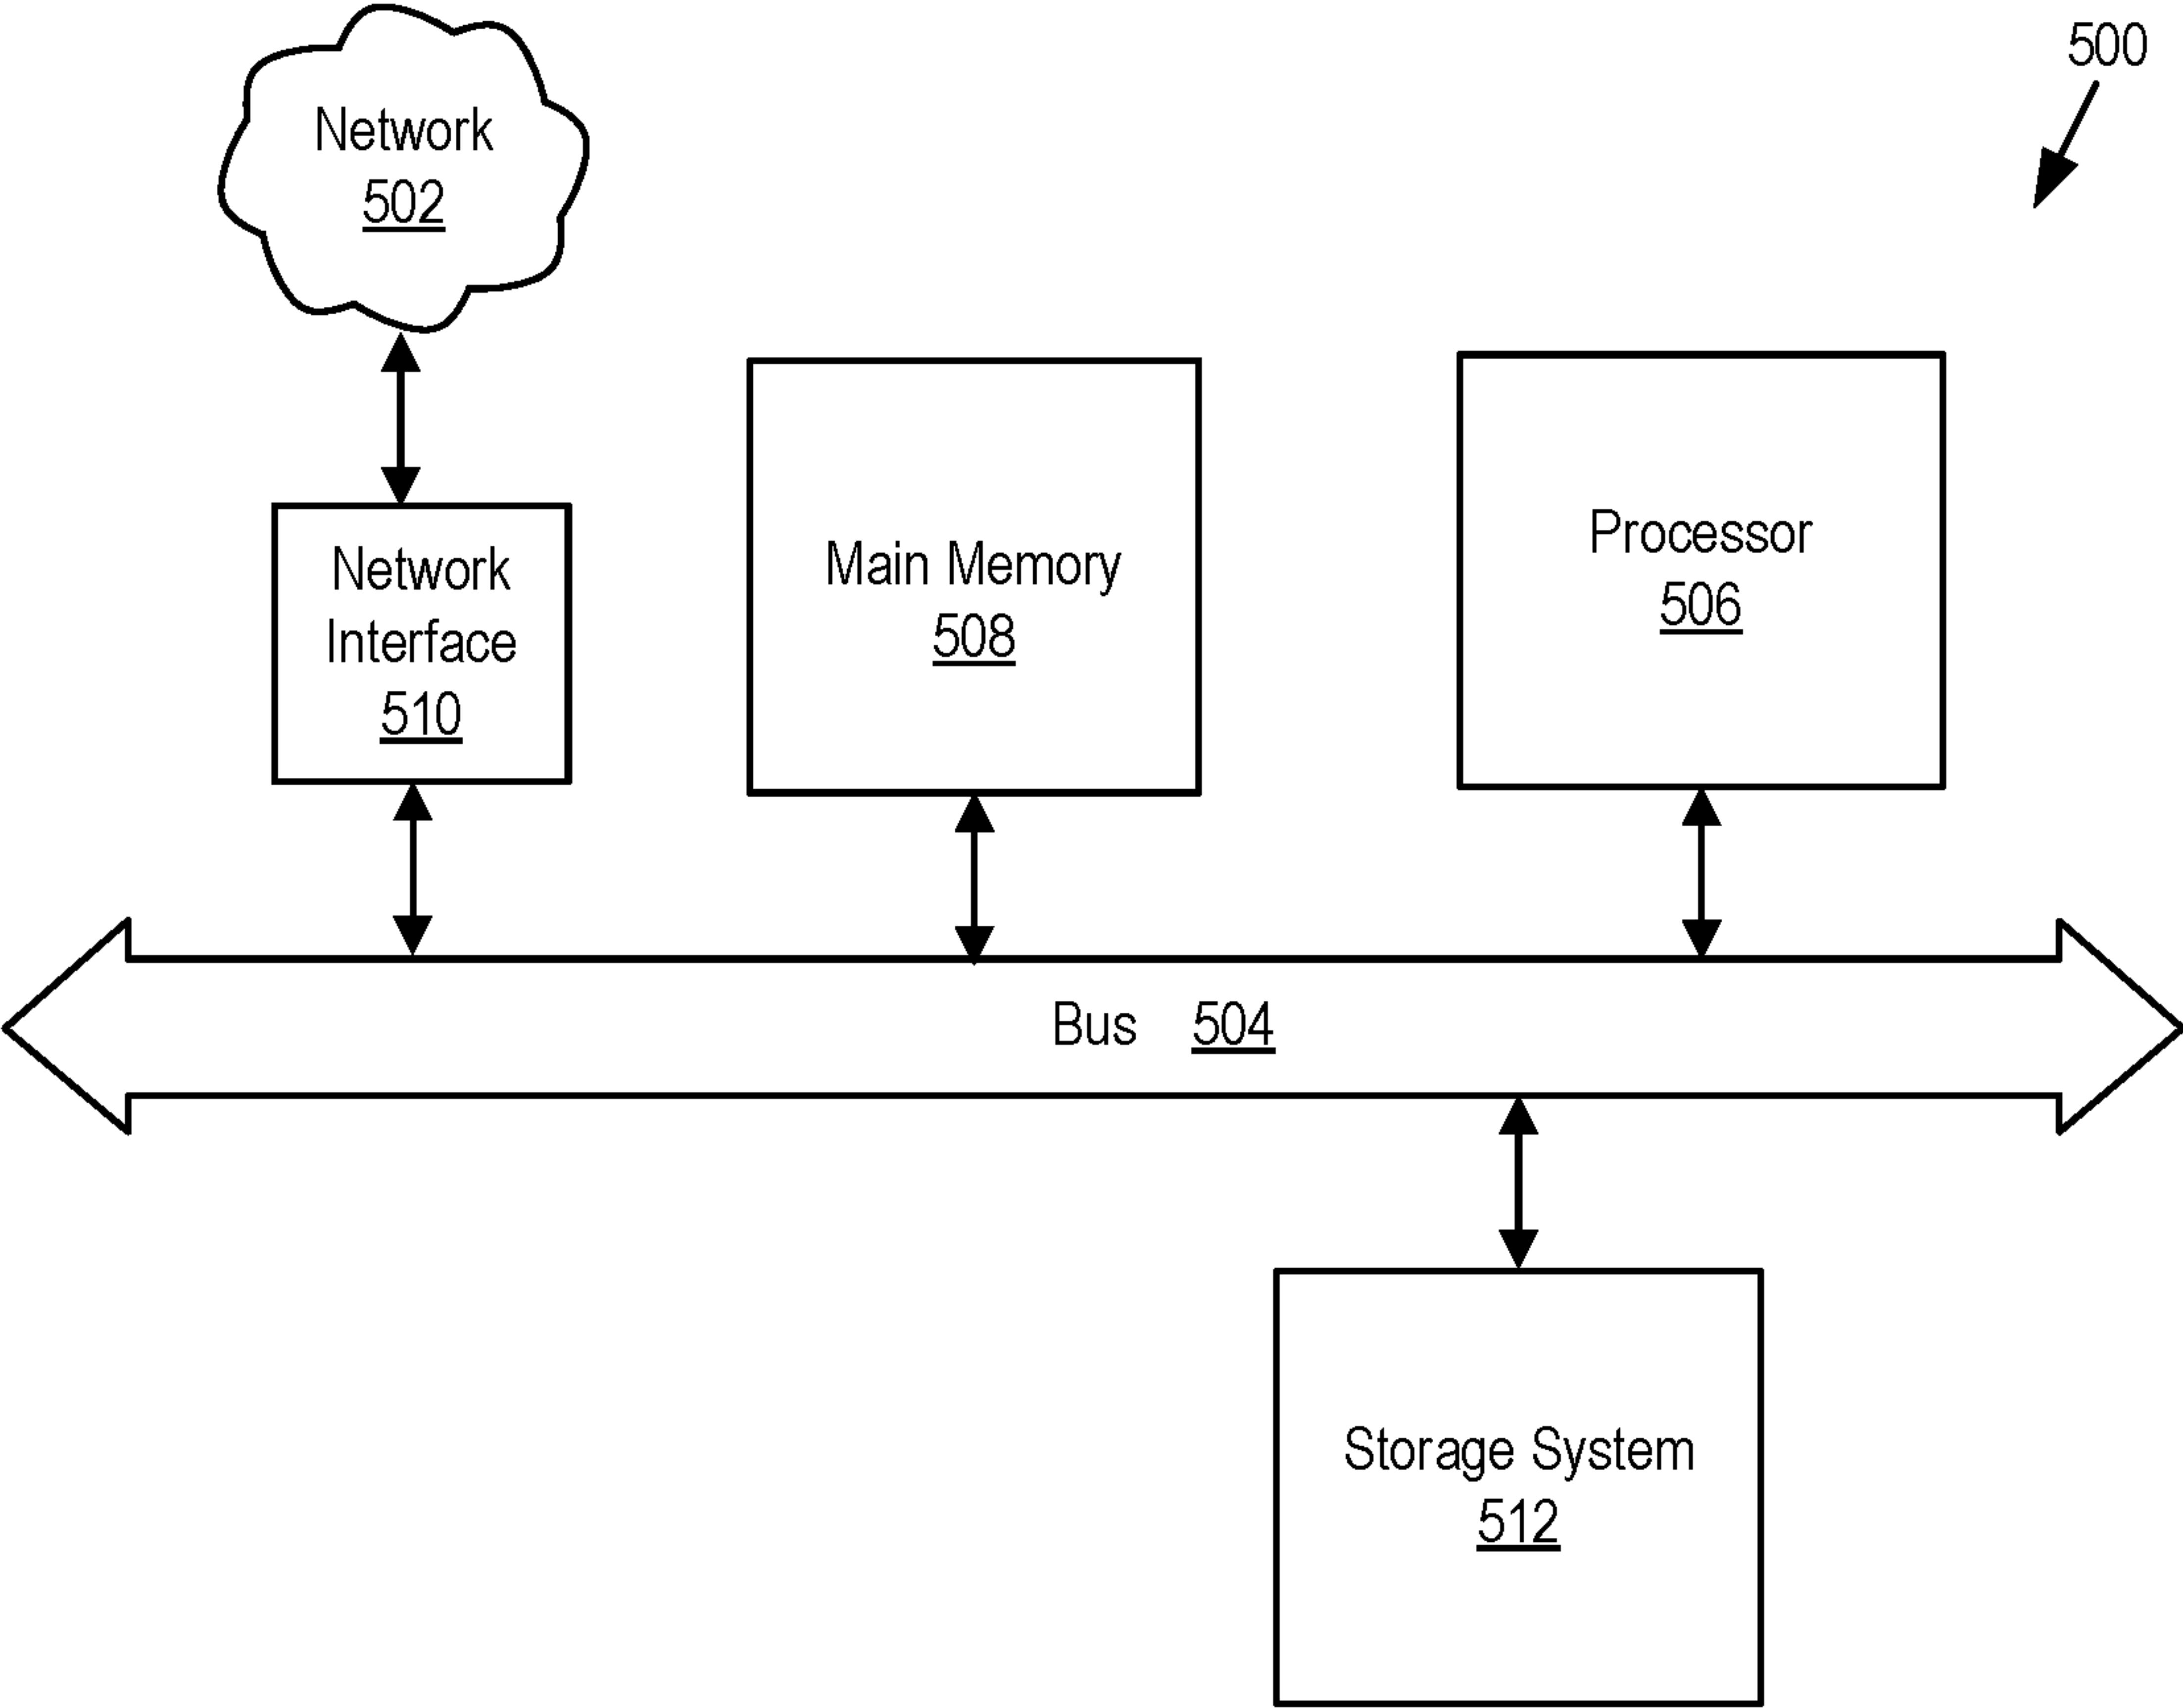 500
Network
502
Network
Interface
510
Main Memory
508
Processor
506
Bus 504
Storage System
512